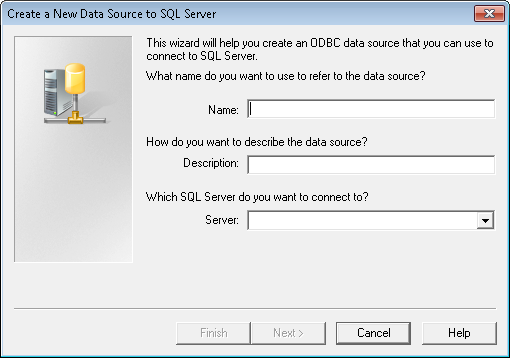 Create a New Data Source to SQL Server
This wizard will help you create an ODBC data source that you can use to
connect to SQL Server.
What name do you want to use to refer to the data source?
Name:
How do you want to describe the data source?
Description:
Which SQL Server do you want to connect to?
Server:
Finish
Next >
Cancel
Help